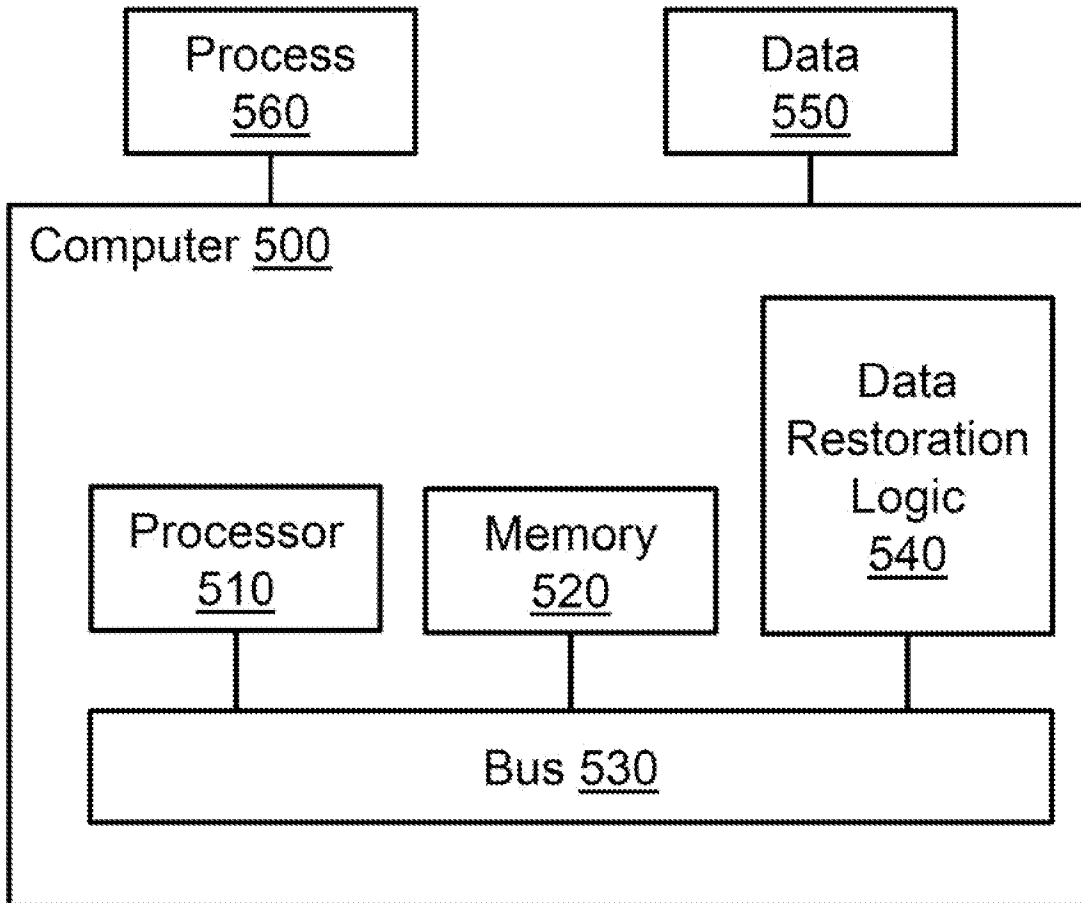 Process
560
Data
550
Computer 500
Data
Restoration
Logic
540
Processor
510
Memory
520
Bus 530